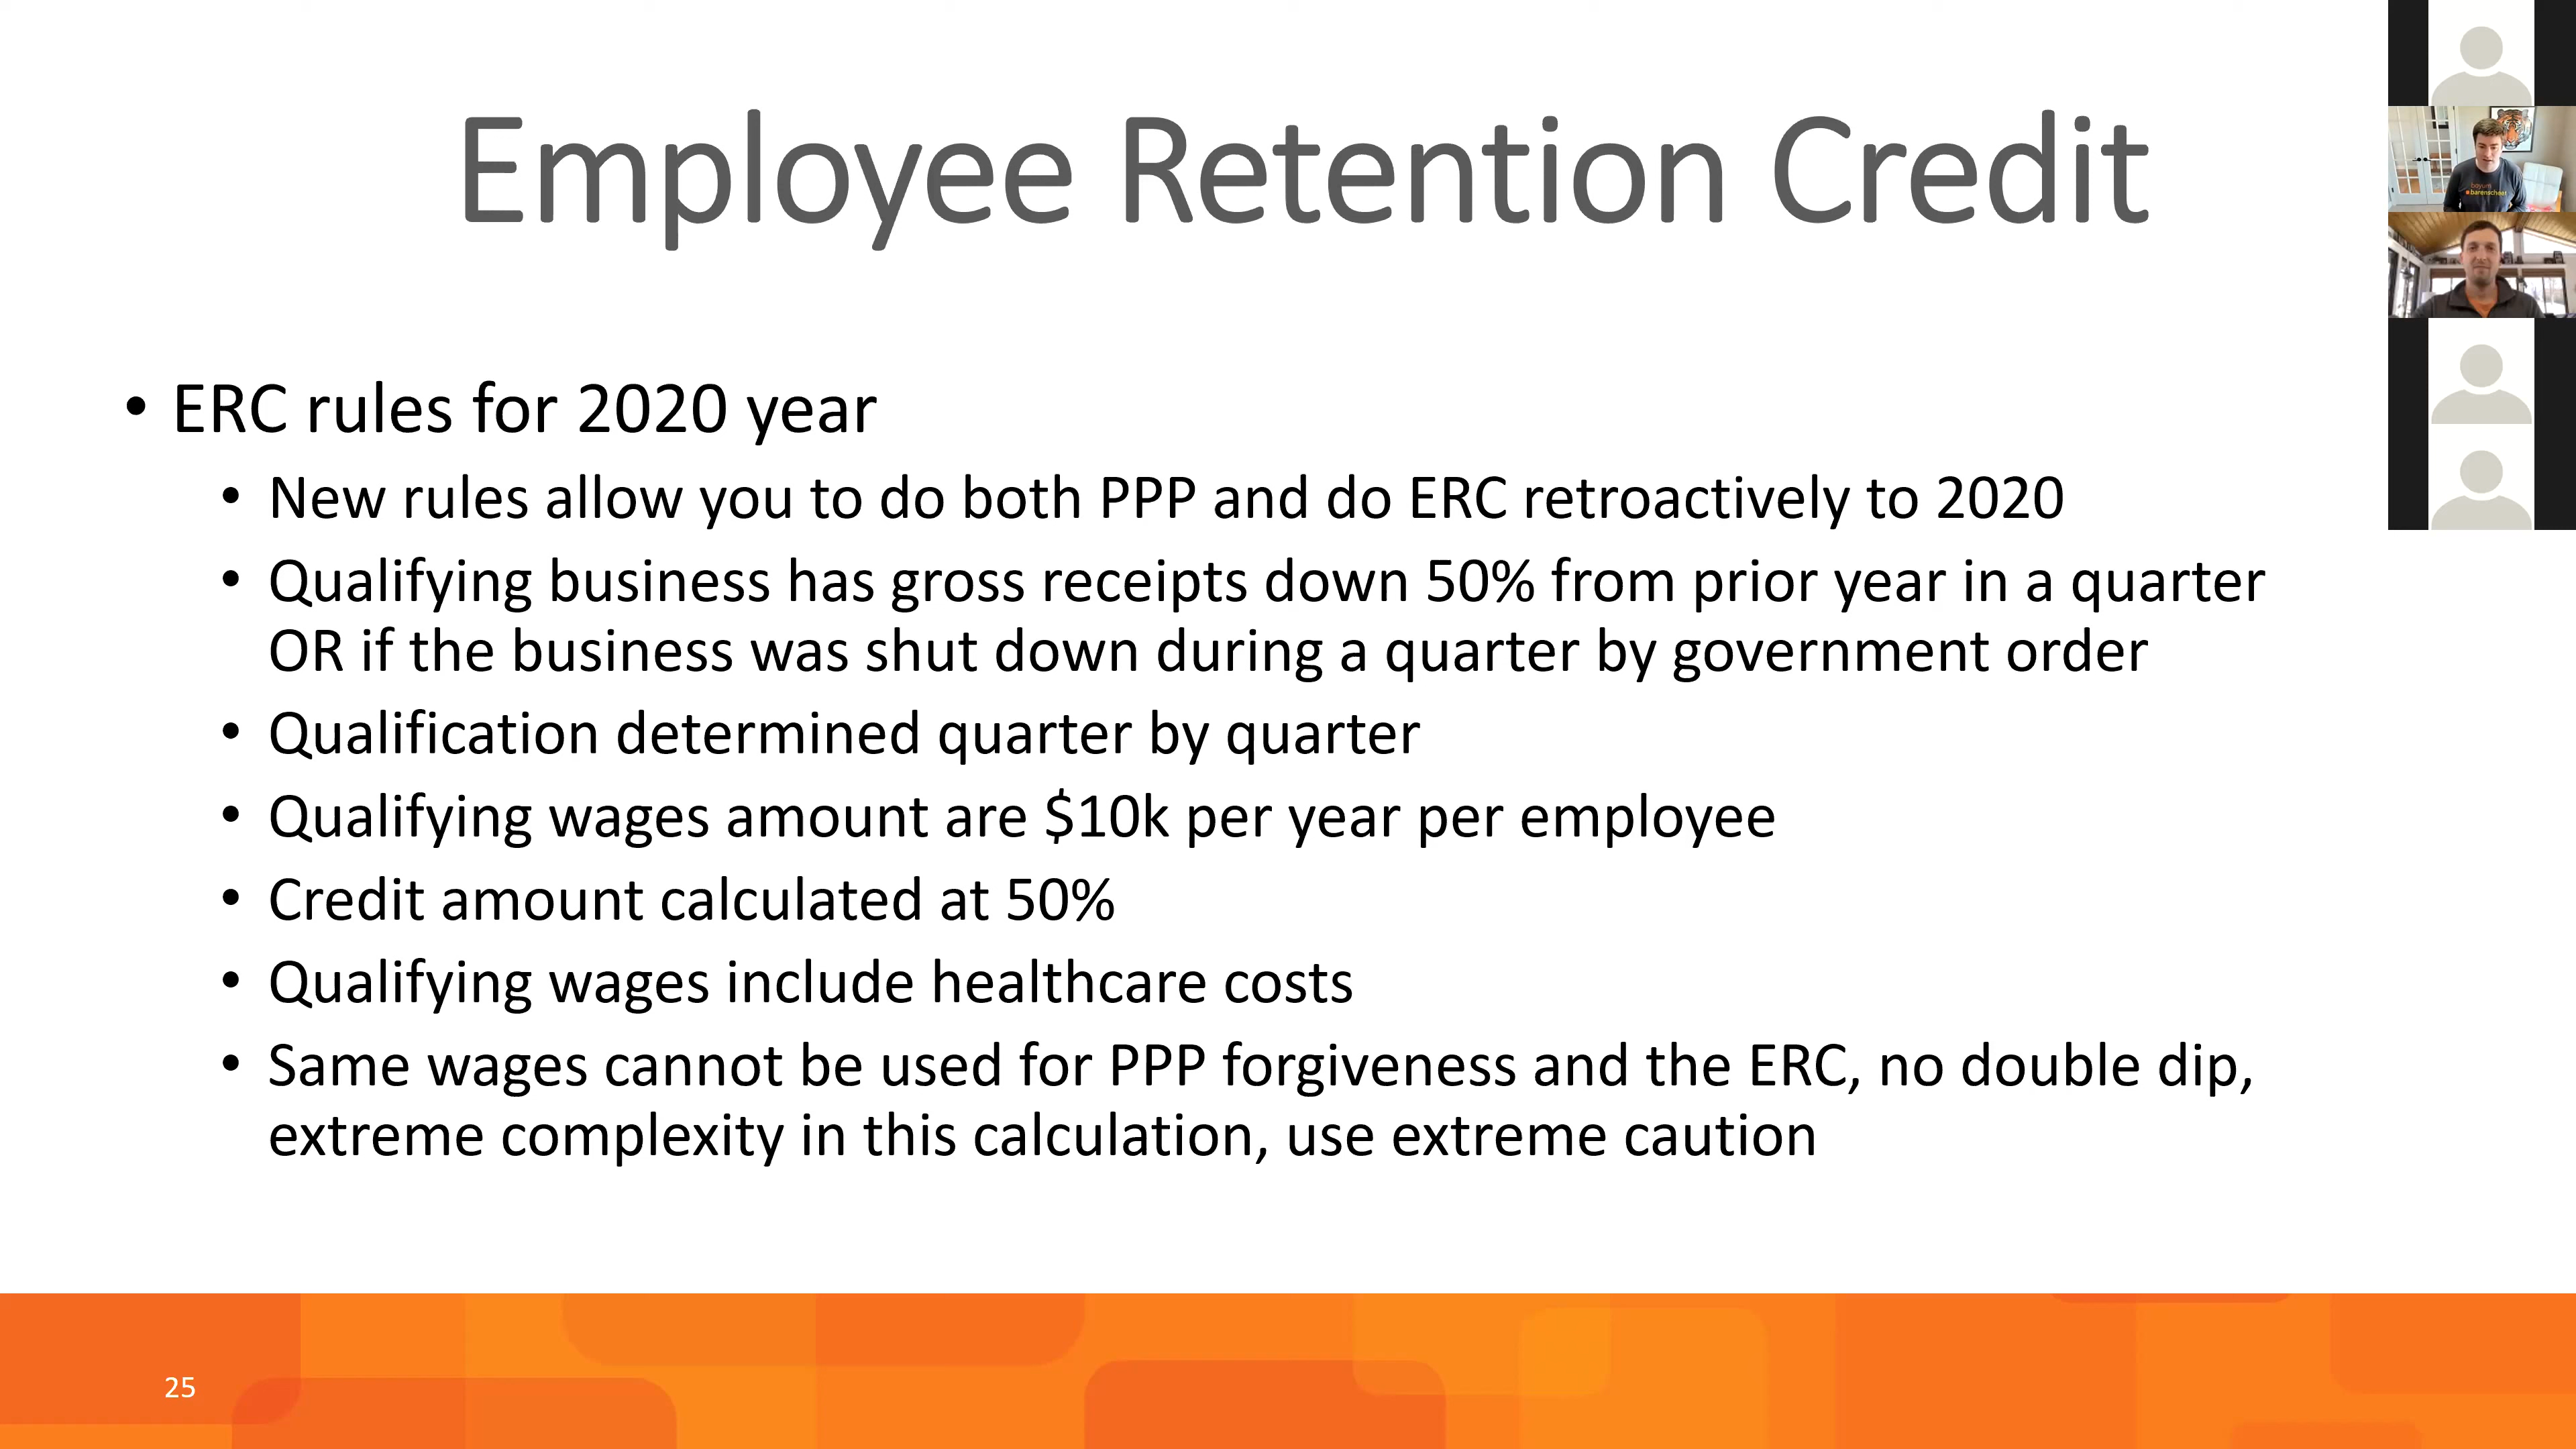 Employee Retention Credit
• ERC rules for 2020 year
• New rules allow you to do both PPP and do ERC retroactively to 2020
• Qualifying business has gross receipts down 50% from prior year in a quarter
OR if the business was shut down during a quarter by government order
• Qualification determined quarter by quarter
• Qualifying wages amount are $10k per year per employee
• Credit amount calculated at 50%
• Qualifying wages include healthcare costs
• Same wages cannot be used for PPP forgiveness and the ERC, no double dip,
extreme complexity in this calculation, use extreme caution
25